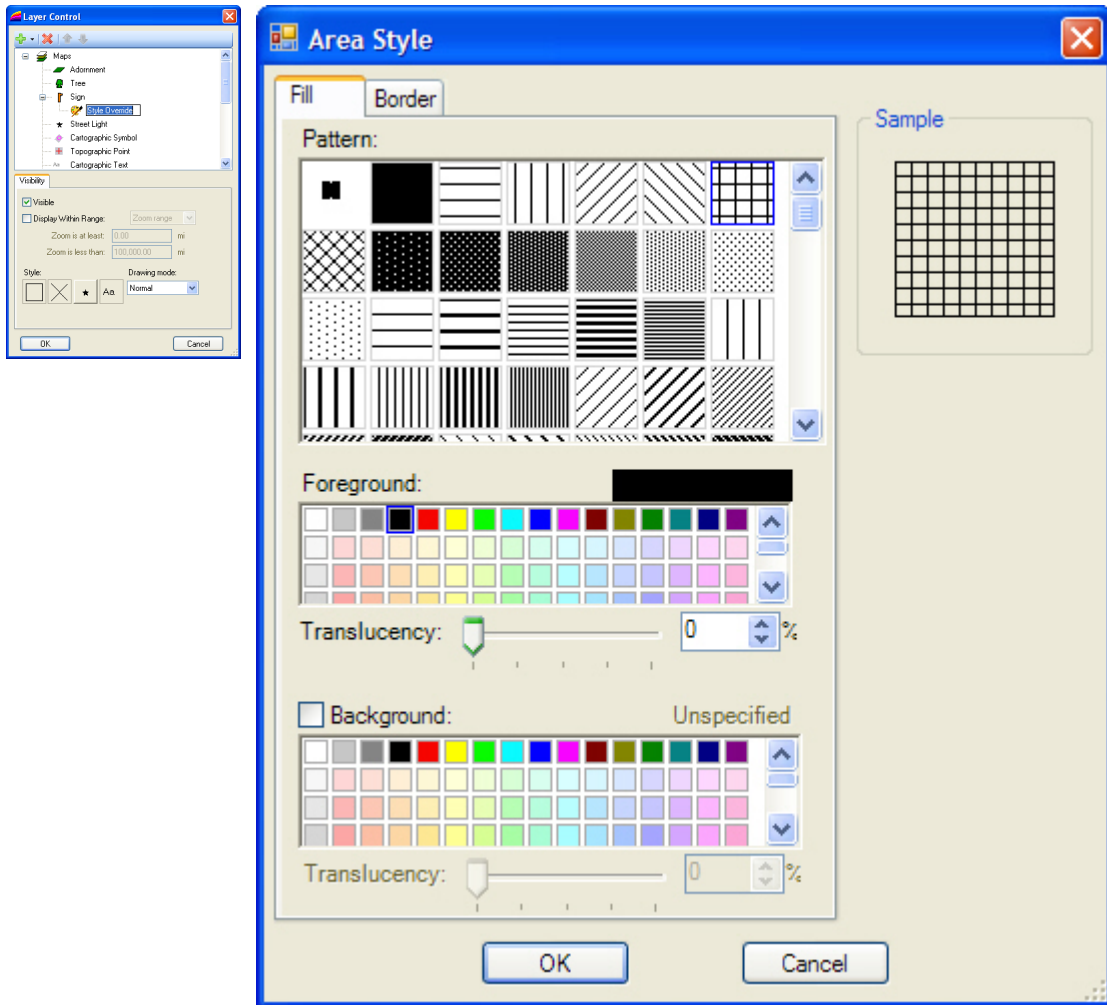 Layer Control
Maps
Adornment
Tree
Sign
Style Override
Street Light
Cartographic Symbol
Topographic Point
Cartographic Text
Visibility
Visible
Display Within Range: Zoom range
Zoom is at least: 0.00 mi
Zoom is less than: 100,000.00 mi
Style: Drawing mode:
Aa Normal
OK Cancel
Area Style
Fill Border
Pattern:
N
Sample
Foreground:
Translucency: 0 %
Background: Unspecified
Translucency: 0 %
OK Cancel